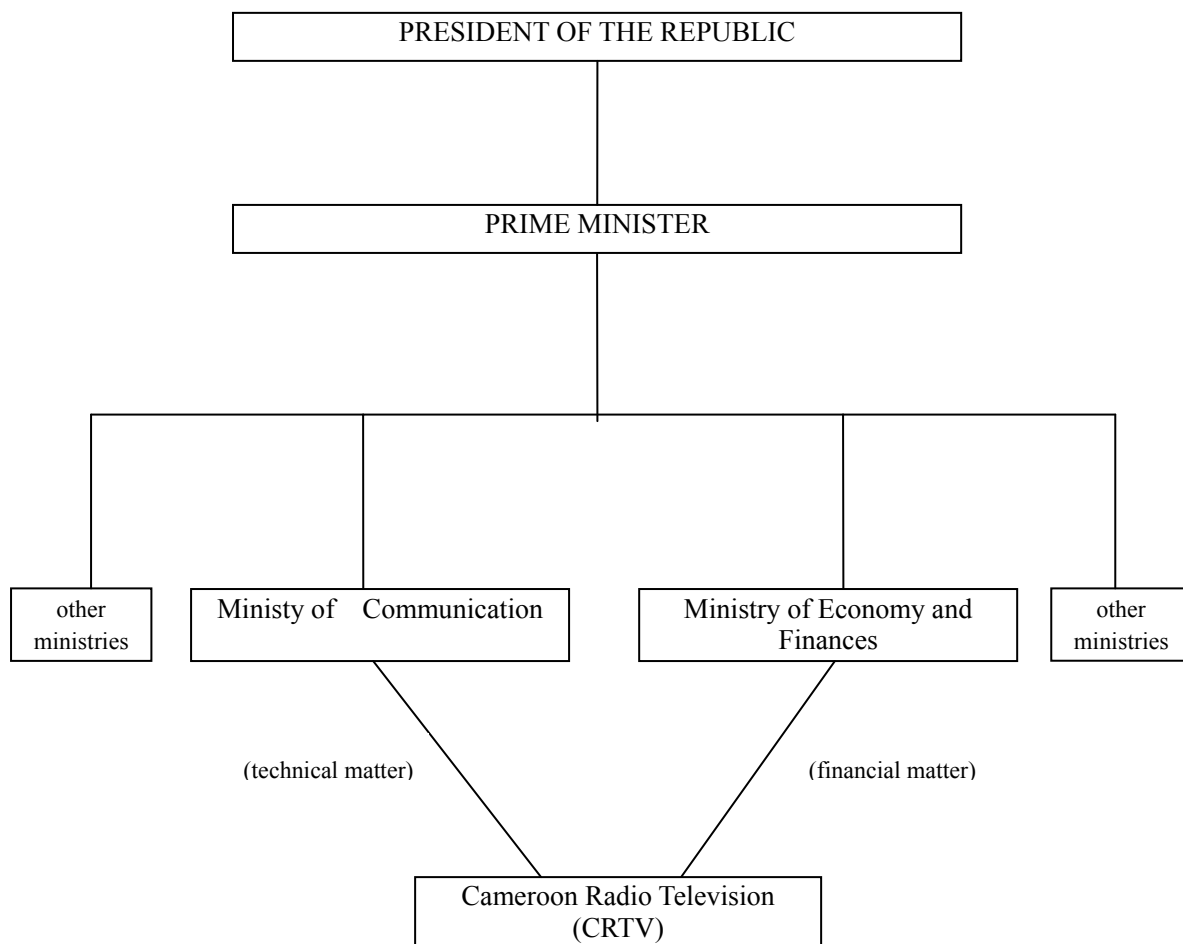 PRESIDENT OF THE REPUBLIC
PRIME MINISTER
other
ministries
Ministy of Communication
Ministry of Economy and
Finances
other
ministries
(technical matter)
(financial matter)
Cameroon Radio Television
(CRTV)